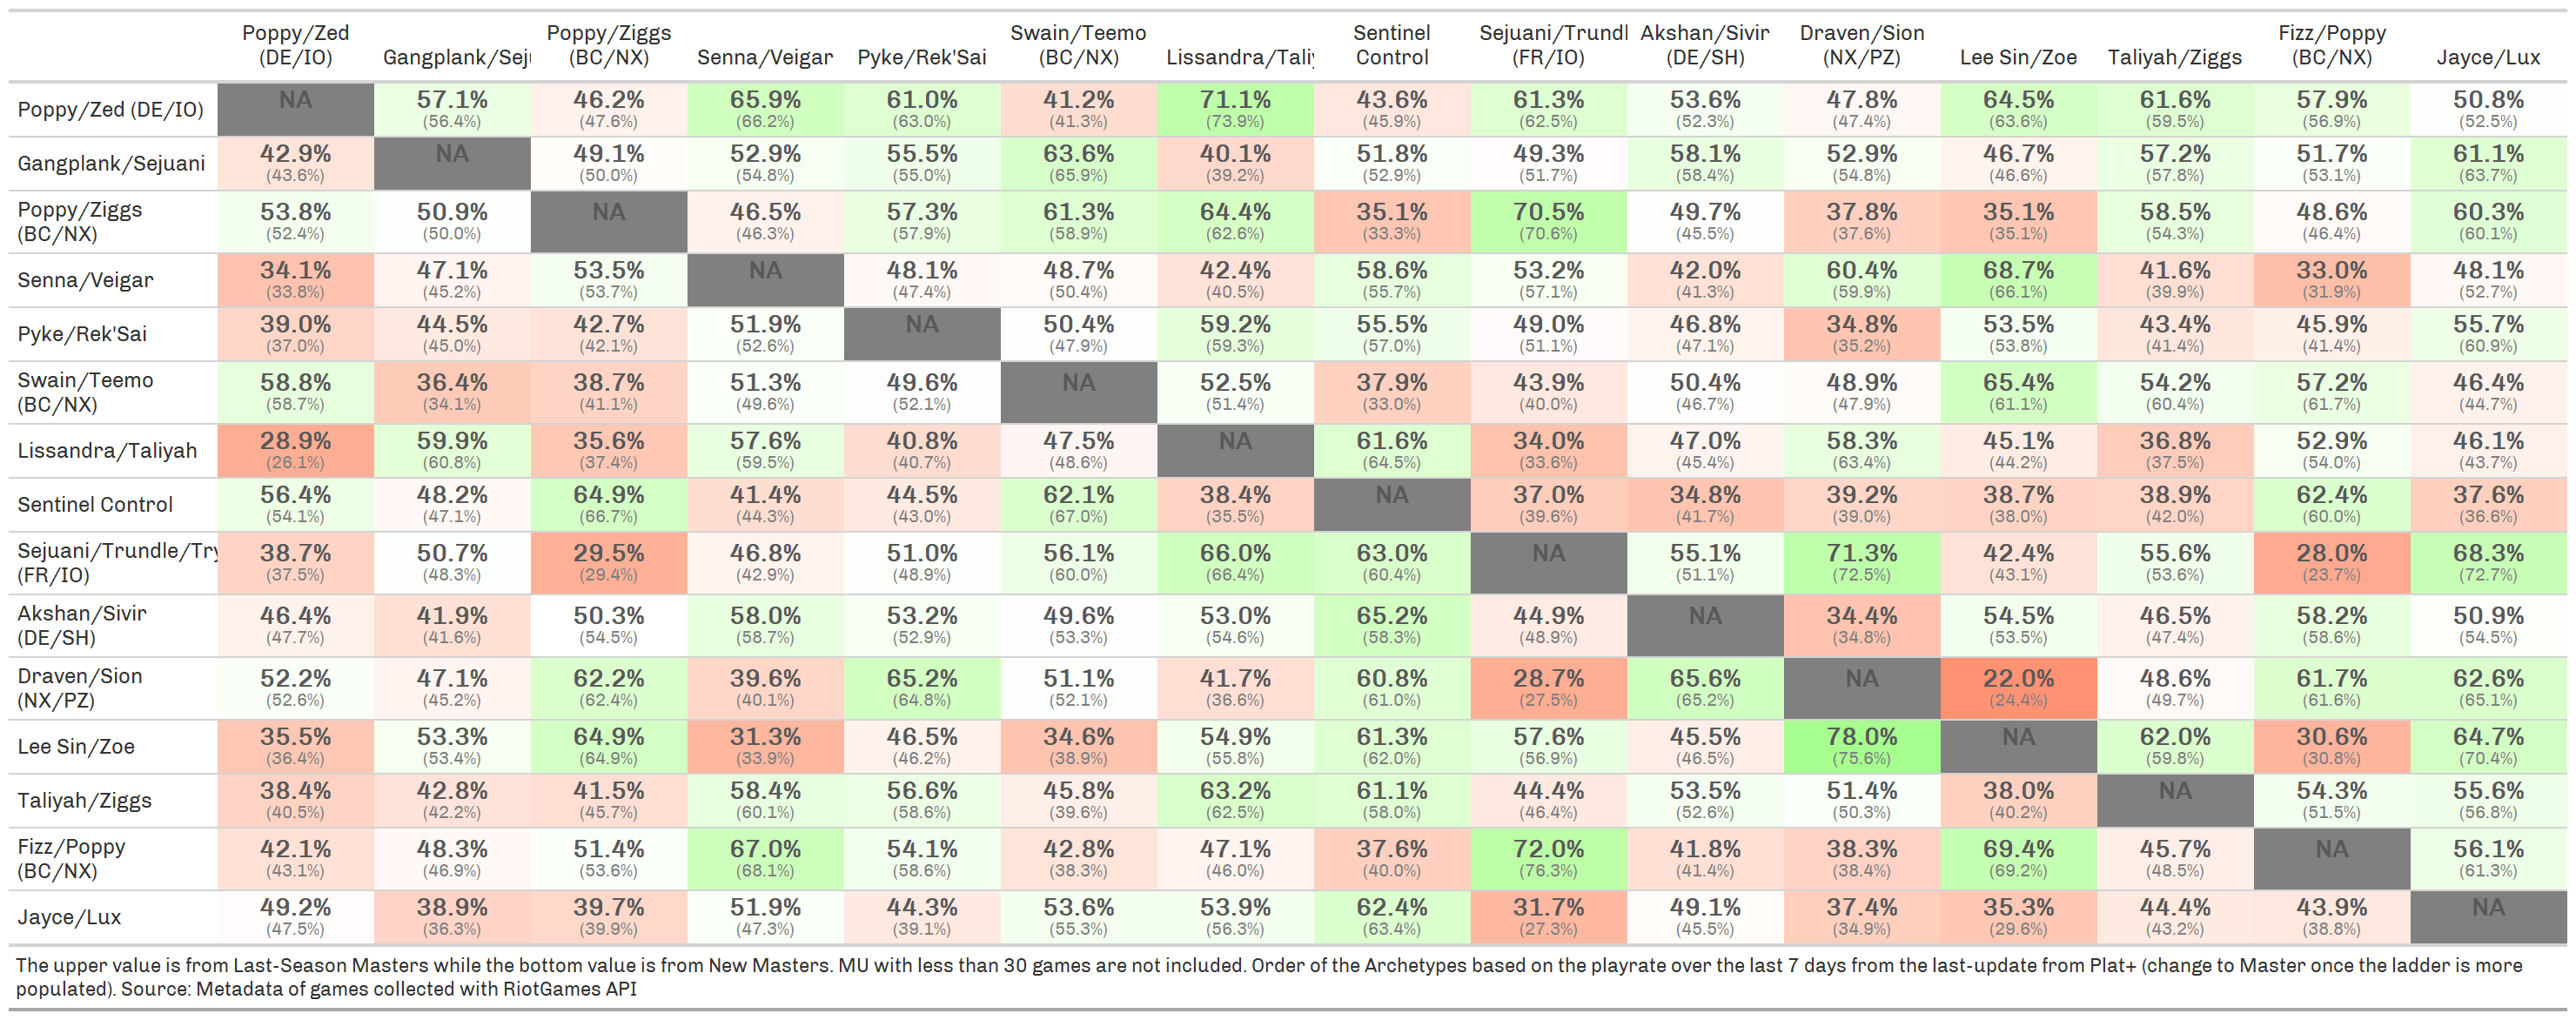 Poppy/Zed (DE/IO) Gangplank/Sej Poppy/Ziggs (BC/NX) Senna/Veigar Pyke/Rek'Sai Swain/Teemo (BC/NX) Lissandra/Tali Sentinel Control Sejuani/Trundl (FR/IO) Akshan/Sivir (DE/SH) Draven/Sion (NX/PZ) Lee Sin/Zoe Taliyah/Ziggs Fizz/Poppy (BC/NX) Jayce/Lux
Poppy/Zed (DE/IO) NA 57.1% 46.2% 65.9% 61.0% 41.2% 71.1% 43.6% 61.3% 53.6% 47.8% 64.5% 61.6% 57.9% 50.8%
(56.4%) (47.6%) (66.2%) (63.0%) (41.3%) (73.9%) (45.9%) (62.5%) (52.3%) (47.4%) (63.6%) (59.5%) (56.9%) (52.5%)
Gangplank/Sejuani 42.9% NA 49.1% 52.9% 55.5% 63.6% 40.1% 51.8% 49.3% 58.1% 52.9% 46.7% 57.2% 51.7% 61.1%
(43.6%) (50.0%) (54.8%) (55.0%) (65.9%) (39.2%) (52.9%) (51.7%) (58.4%) (54.8%) (46.6%) (57.8%) (53.1%) (63.7%)
Poppy/Ziggs 53.8% 50.9% NA 46.5% 57.3% 61.3% 64.4% 35.1% 70.5% 49.7% 37.8% 35.1% 58.5% 48.6% 60.3%
(BC/NX) (52.4%) (50.0%) (46.3%) (57.9%) (58.9%) (62.6%) (33.3%) (70.6%) (45.5%) (37.6%) (35.1%) (54.3%) (46.4%) (60.1%)
Senna/Veigar 34.1% 47.1% 53.5% NA 48.1% 48.7% 42.4% 58.6% 53.2% 42.0% 60.4% 68.7% 41.6% 33.0% 48.1%
(33.8%) (45.2%) (53.7%) (47.4%) (50.4%) (40.5%) (55.7%) (57.1%) (41.3%) (59.9%) (66.1%) (39.9%) (31.9%) (52.7%)
Pyke/Rek'Sai 39.0% 44.5% 42.7% 51.9% NA 50.4% 59.2% 55.5% 49.0% 46.8% 34.8% 53.5% 43.4% 45.9% 55.7%
(37.0%) (45.0%) (42.1%) (52.6%) (47.9%) (59.3%) (57.0%) (51.1%) (47.1%) (35.2%) (53.8%) (41.4%) (41.4%) (60.9%)
Swain/Teemo 58.8% 36.4% 38.7% 51.3% 49.6% NA 52.5% 37.9% 43.9% 50.4% 48.9% 65.4% 54.2% 57.2% 46.4%
(BC/NX) (58.7%) (34.1%) (41.1%) (49.6%) (52.1%) (51.4%) (33.0%) (40.0%) (46.7%) (47.9%) (61.1%) (60.4%) (61.7%) (44.7%)
Lissandra/Taliyah 28.9% 59.9% 35.6% 57.6% 40.8% 47.5% NA 61.6% 34.0% 47.0% 58.3% 45.1% 36.8% 52.9% 46.1%
(26.1%) (60.8%) (37.4%) (59.5%) (40.7%) (48.6%) (64.5%) (33.6%) (45.4%) (63.4%) (44.2%) (37.5%) (54.0%) (43.7%)
Sentinel Control 56.4% 48.2% 64.9% 41.4% 44.5% 62.1% 38.4% NA 37.0% 34.8% 39.2% 38.7% 38.9% 62.4% 37.6%
(54.1%) (47.1%) (66.7%) (44.3%) (43.0%) (67.0%) (35.5%) (39.6%) (41.7%) (39.0%) (38.0%) (42.0%) (60.0%) (36.6%)
Sejuani/Trundle/Try 38.7% 50.7% 29.5% 46.8% 51.0% 56.1% 66.0% 63.0% NA 55.1% 71.3% 42.4% 55.6% 28.0% 68.3%
(FR/IO) (37.5%) (48.3%) (29.4%) (42.9%) (48.9%) (60.0%) (66.4%) (60.4%) (51.1%) (72.5%) (43.1%) (53.6%) (23.7%) (72.7%)
Akshan/Sivir 46.4% 41.9% 50.3% 58.0% 53.2% 49.6% 53.0% 65.2% 44.9% NA 34.4% 54.5% 46.5% 58.2% 50.9%
(DE/SH) (47.7%) (41.6%) (54.5%) (58.7%) (52.9%) (53.3%) (54.6%) (58.3%) (48.9%) (34.8%) (53.5%) (47.4%) (58.6%) (54.5%)
Draven/Sion 52.2% 47.1% 62.2% 39.6% 65.2% 51.1% 41.7% 60.8% 28.7% 65.6% NA 22.0% 48.6% 61.7% 62.6%
(NX/PZ) (52.6%) (45.2%) (62.4%) (40.1%) (64.8%) (52.1%) (36.6%) (61.0%) (27.5%) (65.2%) (24.4%) (49.7%) (61.6%) (65.1%)
Lee Sin/Zoe 35.5% 53.3% 64.9% 31.3% 46.5% 34.6% 54.9% 61.3% 57.6% 45.5% 78.0% NA 62.0% 30.6% 64.7%
(36.4%) (53.4%) (64.9%) (33.9%) (46.2%) (38.9%) (55.8%) (62.0%) (56.9%) (46.5%) (75.6%) (59.8%) (30.8%) (70.4%)
Taliyah/Ziggs 38.4% 42.8% 41.5% 58.4% 56.6% 45.8% 63.2% 61.1% 44.4% 53.5% 51.4% 38.0% NA 54.3% 55.6%
(40.5%) (42.2%) (45.7%) (60.1%) (58.6%) (39.6%) (62.5%) (58.0%) (46.4%) (52.6%) (50.3%) (40.2%) (51.5%) (56.8%)
Fizz/Poppy 42.1% 48.3% 51.4% 67.0% 54.1% 42.8% 47.1% 37.6% 72.0% 41.8% 38.3% 69.4% 45.7% NA 56.1%
(BC/NX) (43.1%) (46.9%) (53.6%) (68.1%) (58.6%) (38.3%) (46.0%) (40.0%) (76.3%) (41.4%) (38.4%) (69.2%) (48.5%) (61.3%)
Jayce/Lux 49.2% 38.9% 39.7% 51.9% 44.3% 53.6% 53.9% 62.4% 31.7% 49.1% 37.4% 35.3% 44.4% 43.9% NA
(47.5%) (36.3%) (39.9%) (47.3%) (39.1%) (55.3%) (56.3%) (63.4%) (27.3%) (45.5%) (34.9%) (29.6%) (43.2%) (38.8%)
The upper value is from Last-Season Masters while the bottom value is from New Masters. MU with less than 30 games are not included. Order of the Archetypes based on the playrate over the last 7 days from the last-update from Plat+ (change to Master once the ladder is more
populated). Source: Metadata of games collected with RiotGames API